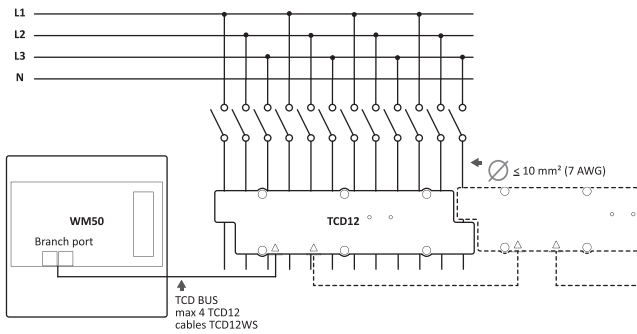 L1
L2
L3
N
≤ 10 mm² (7 AWG)
WM50
TCD12
Branch port
TCD BUS
max 4 TCD12
cables TCD12WS